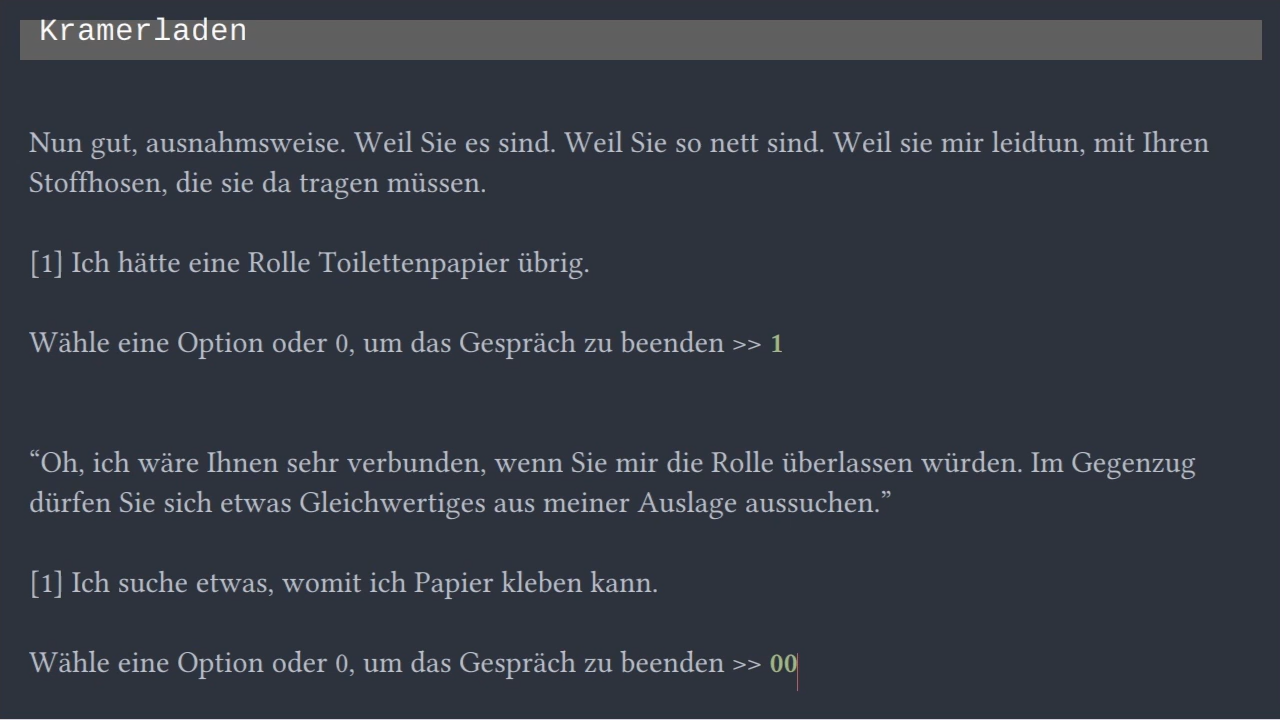 Kramerladen
Nun gut, ausnahmsweise. Weil Sie es sind. Weil Sie so nett sind. Weil sie mir leidtun, mit Ihren
Stoffhosen, die sie da tragen müssen.
[1] Ich hätte eine Rolle Toilettenpapier übrig.
Wähle eine Option oder 0, um das Gespräch zu beenden >> 1
“Oh, ich wäre Ihnen sehr verbunden, wenn Sie mir die Rolle überlassen würden. Im Gegenzug
dürfen Sie sich etwas Gleichwertiges aus meiner Auslage aussuchen.”
[1] Ich suche etwas, womit ich Papier kleben kann.
Wähle eine Option oder 0, um das Gespräch zu beenden >> 00